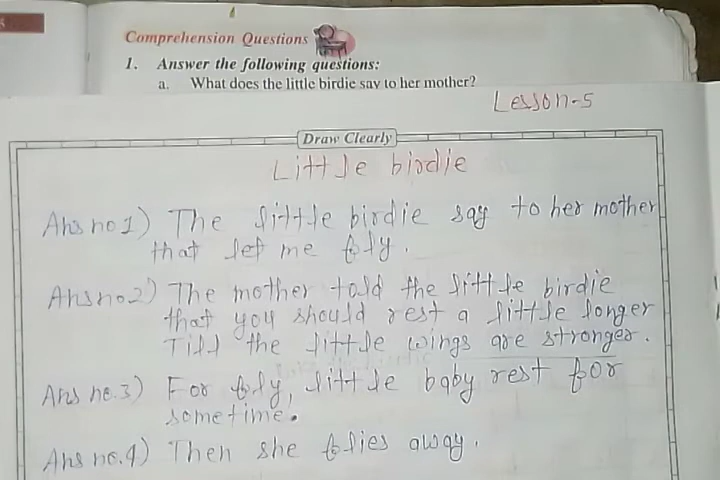 Comprehension Questions
1. Answer the following questions:
a. What does the little birdie say to her mother?
Lesson-5
Draw Clearly
Little birdie
Ans no 1) The little birdie say to her mother
that let me fly.
Ans no 2) The mother told the little birdie
that you should rest a little longer
Till the little wings are stronger.
Ans no. 3) For fly, little baby rest for
sometime.
Ans no. 4) Then she flies away.